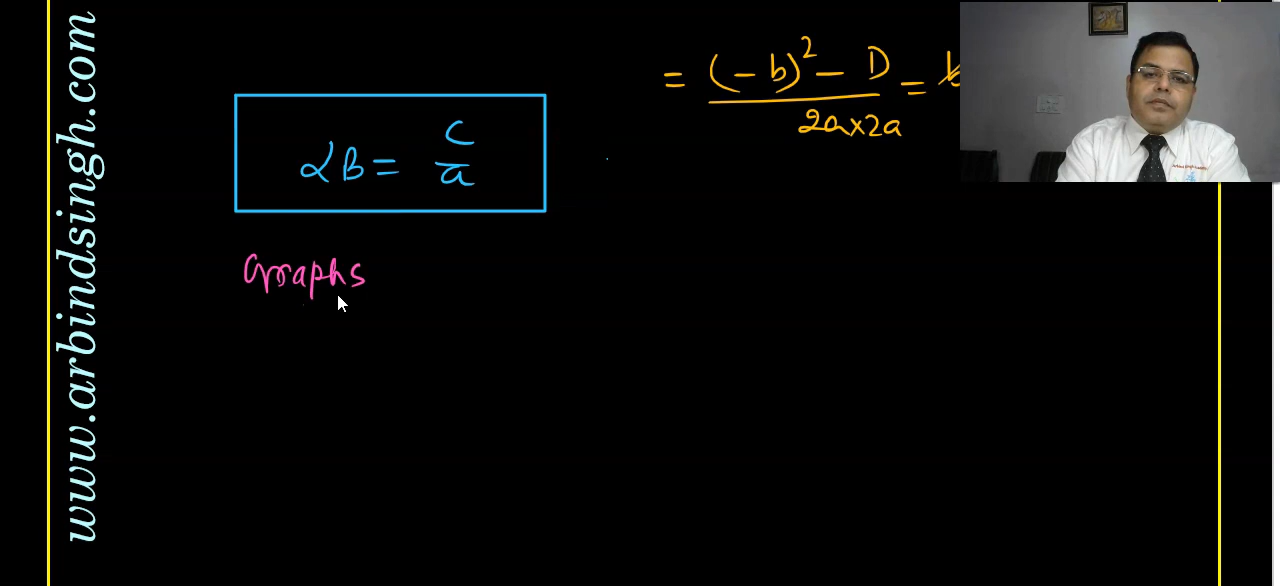 www.arbindsingh.com
= (-b)² - D / 2a×2a =
αβ = c/a
Graphs